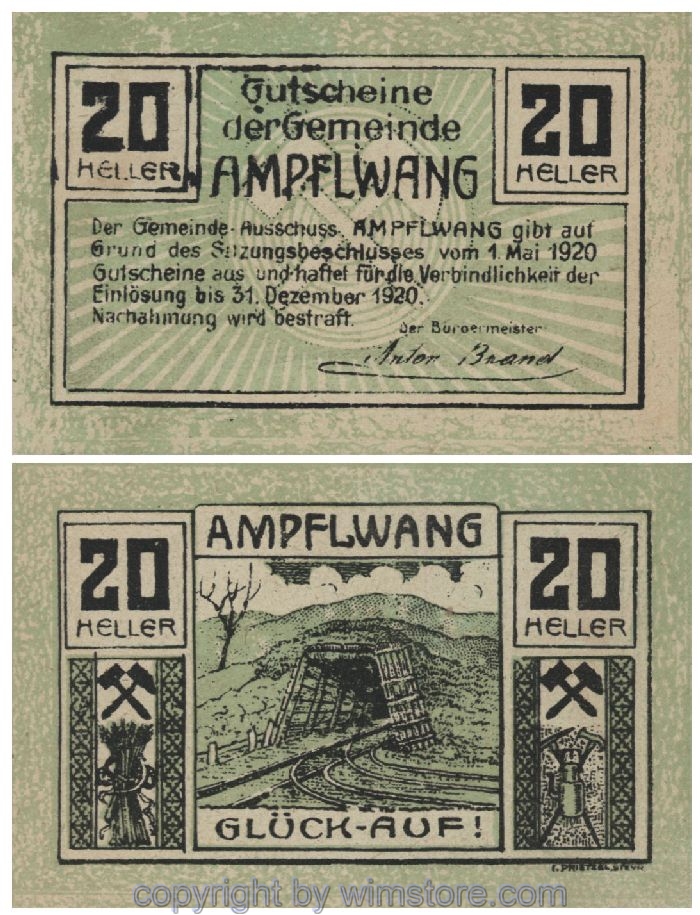 20
HELLER
Gutscheine
der Gemeinde
AMPFLWANG
20
HELLER
Der Gemeinde-Ausschuss AMPFLWANG gibt auf
Grund des Sitzungsbeschlusses vom 1. Mai 1920
Gutscheine aus und haftet für die Verbindlichkeit der
Einlösung bis 31. Dezember 1920.
Nachahmung wird bestraft.
Der Bürgermeister
Anton Brand
AMPFLWANG
20
HELLER
20
HELLER
GLÜCK-AUF!
C. PRIETZEL, STEYR
copyright by wimstore.com